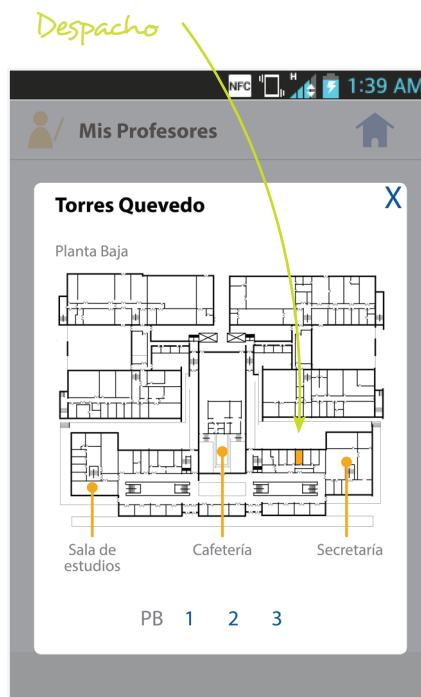 Despacho
NFC H 1:39 AM
Mis Profesores
X
Torres Quevedo
Planta Baja
Sala de
estudios
Cafetería
Secretaría
PB 1 2 3